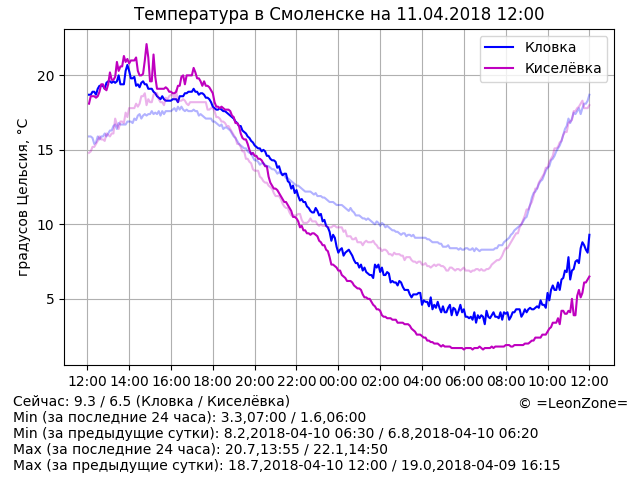 Температура в Смоленске на 11.04.2018 12:00
Кловка
Киселёвка
градусов Цельсия, °C
20
15
10
5
12:00 14:00 16:00 18:00 20:00 22:00 00:00 02:00 04:00 06:00 08:00 10:00 12:00
Сейчас: 9.3 / 6.5 (Кловка / Киселёвка)
© =LeonZone=
Min (за последние 24 часа): 3.3,07:00 / 1.6,06:00
Min (за предыдущие сутки): 8.2,2018-04-10 06:30 / 6.8,2018-04-10 06:20
Max (за последние 24 часа): 20.7,13:55 / 22.1,14:50
Max (за предыдущие сутки): 18.7,2018-04-10 12:00 / 19.0,2018-04-09 16:15